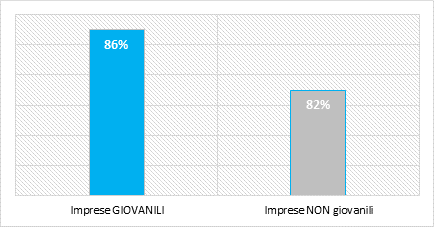 86%
82%
Imprese GIOVANILI
Imprese NON giovanili